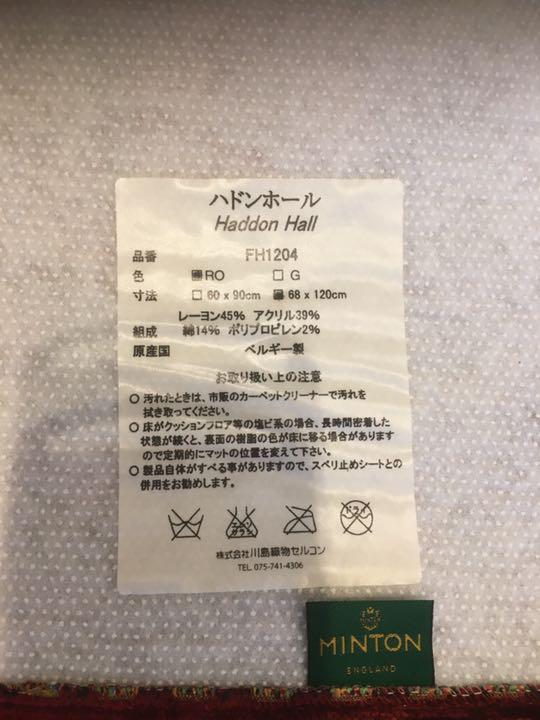 ハドンホール
Haddon Hall
品番 FH1204
色 ■RO □G
寸法 □60 x 90cm ■68 x 120cm
レーヨン45% アクリル39%
組成 綿14% ポリプロピレン2%
原産国 ベルギー製
お取り扱い上の注意
○汚れたときは、市販のカーペットクリーナーで汚れを
拭き取ってください。
○床がクッションフロア等の塩ビ系の場合、長時間密着した
状態が続くと、裏面の樹脂の色が床に移る場合があります
ので定期的にマットの位置を変えて下さい。
○製品自体がすべる事がありますので、スベリ止めシートとの
併用をお勧めします。
エンソ サラシ ドライ
株式会社川島織物セルコン
TEL. 075-741-4306
MINTON
ENGLAND